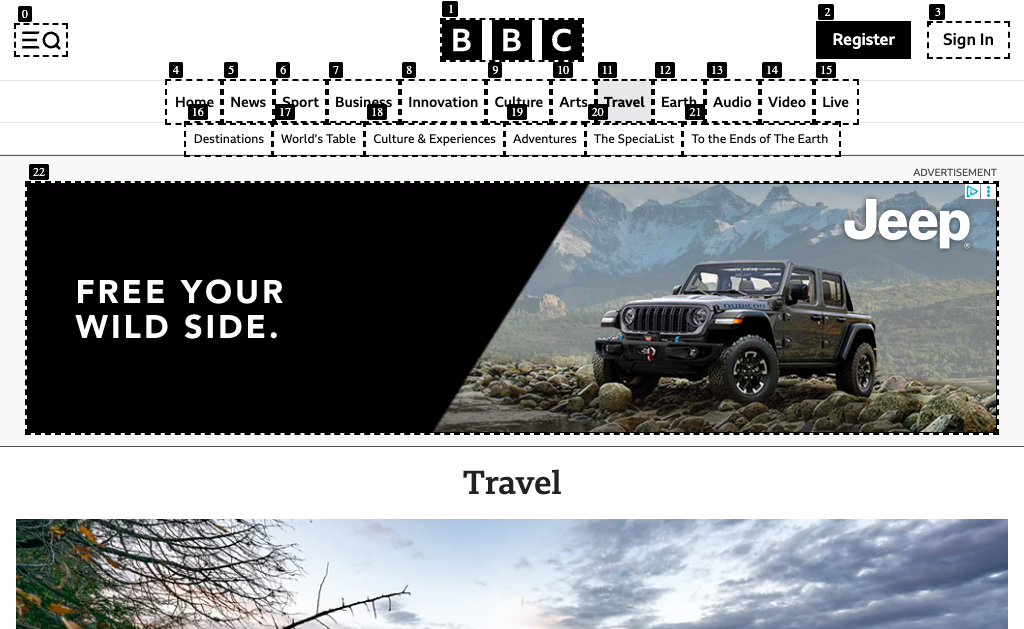 0
1
2
3
BBC
Register
Sign In
4
5
6
7
8
9
10
11
12
13
14
15
Home
News
Sport
Business
Innovation
Culture
Arts
Travel
Earth
Audio
Video
Live
16
17
18
19
20
21
Destinations
World's Table
Culture & Experiences
Adventures
The SpeciaList
To the Ends of The Earth
22
ADVERTISEMENT
Jeep
FREE YOUR
WILD SIDE.
RUBICON
Travel